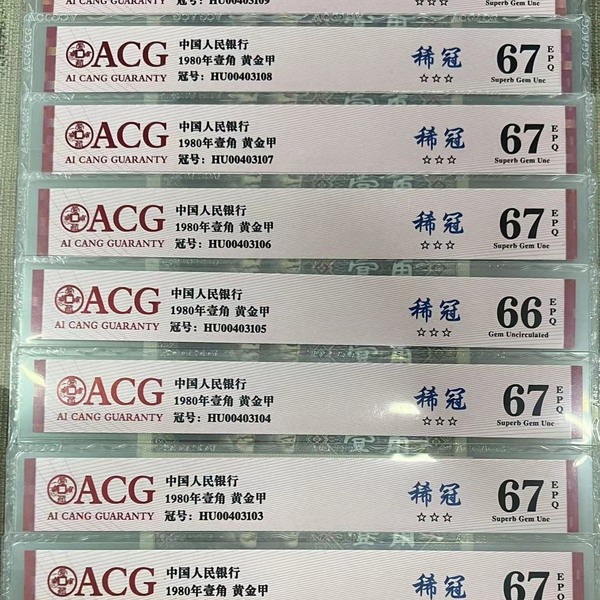 HU00403109
☆☆☆
Superb Gem Unc
ACG
AI CANG GUARANTY
中国人民银行
1980年壹角 黄金甲
冠号：HU00403108
稀冠
☆☆☆
67
EPQ
Superb Gem Unc
ACG
AI CANG GUARANTY
中国人民银行
1980年壹角 黄金甲
冠号：HU00403107
稀冠
☆☆☆
67
EPQ
Superb Gem Unc
ACG
AI CANG GUARANTY
中国人民银行
1980年壹角 黄金甲
冠号：HU00403106
稀冠
☆☆☆
67
EPQ
Superb Gem Unc
ACG
AI CANG GUARANTY
中国人民银行
1980年壹角 黄金甲
冠号：HU00403105
稀冠
☆☆☆
66
EPQ
Gem Uncirculated
ACG
AI CANG GUARANTY
中国人民银行
1980年壹角 黄金甲
冠号：HU00403104
稀冠
☆☆☆
67
EPQ
Superb Gem Unc
ACG
AI CANG GUARANTY
中国人民银行
1980年壹角 黄金甲
冠号：HU00403103
稀冠
☆☆☆
67
EPQ
Superb Gem Unc
ACG
中国人民银行
1980年壹角 黄金甲
稀冠
67
EPQ